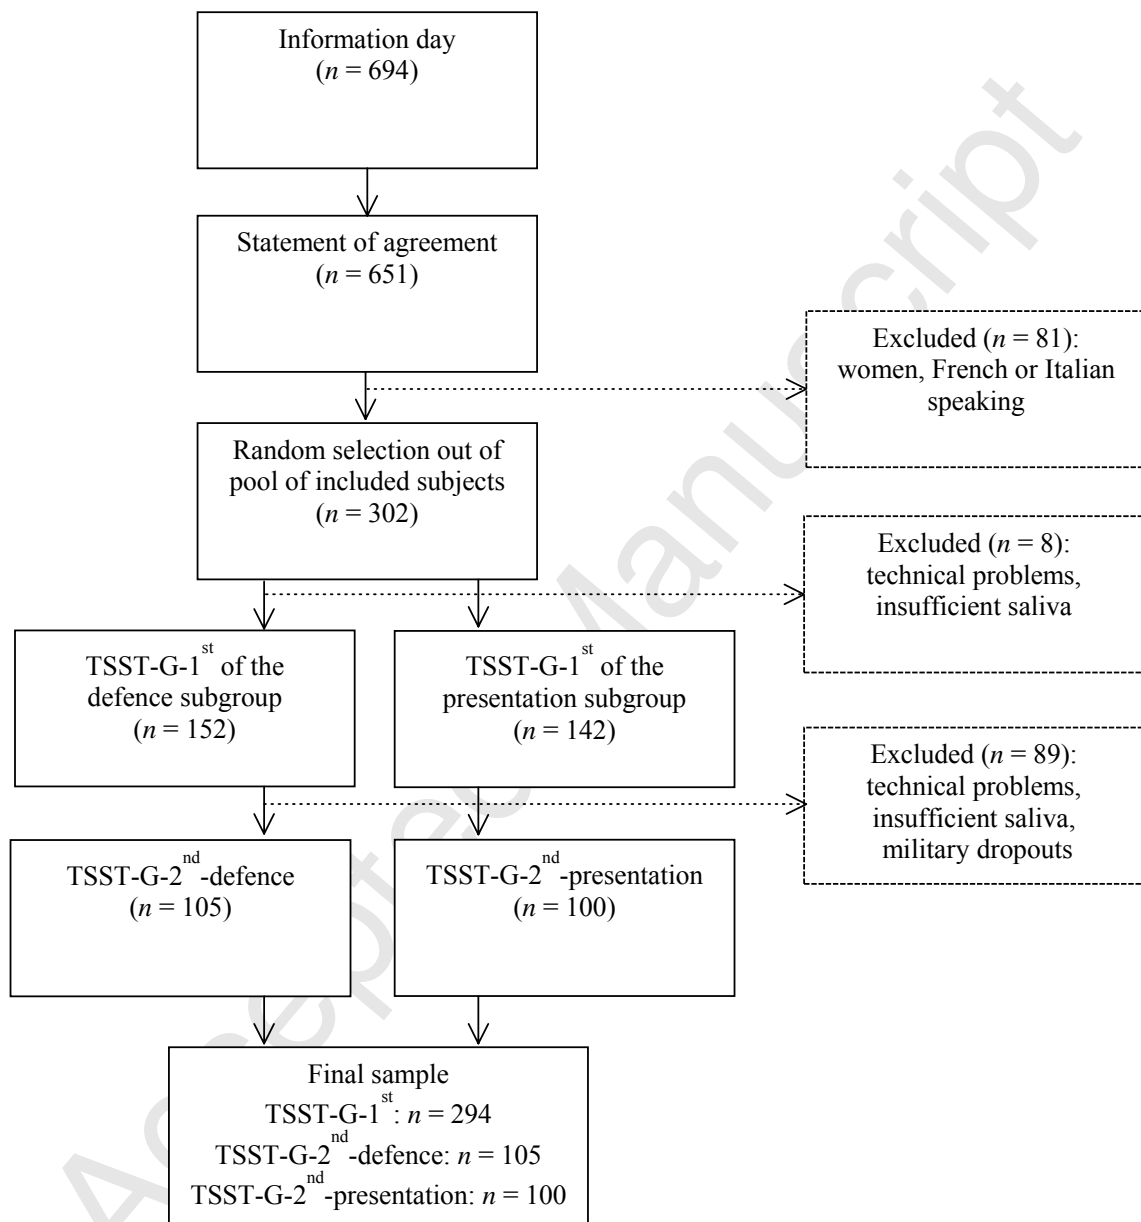 Information day
(n = 694)
Statement of agreement
(n = 651)
Excluded (n = 81):
women, French or Italian
speaking
Random selection out of
pool of included subjects
(n = 302)
Excluded (n = 8):
technical problems,
insufficient saliva
TSST-G-1st of the
defence subgroup
(n = 152)
TSST-G-1st of the
presentation subgroup
(n = 142)
Excluded (n = 89):
technical problems,
insufficient saliva,
military dropouts
TSST-G-2nd-defence
(n = 105)
TSST-G-2nd-presentation
(n = 100)
Final sample
TSST-G-1st: n = 294
TSST-G-2nd-defence: n = 105
TSST-G-2nd-presentation: n = 100
Accepted Manuscript